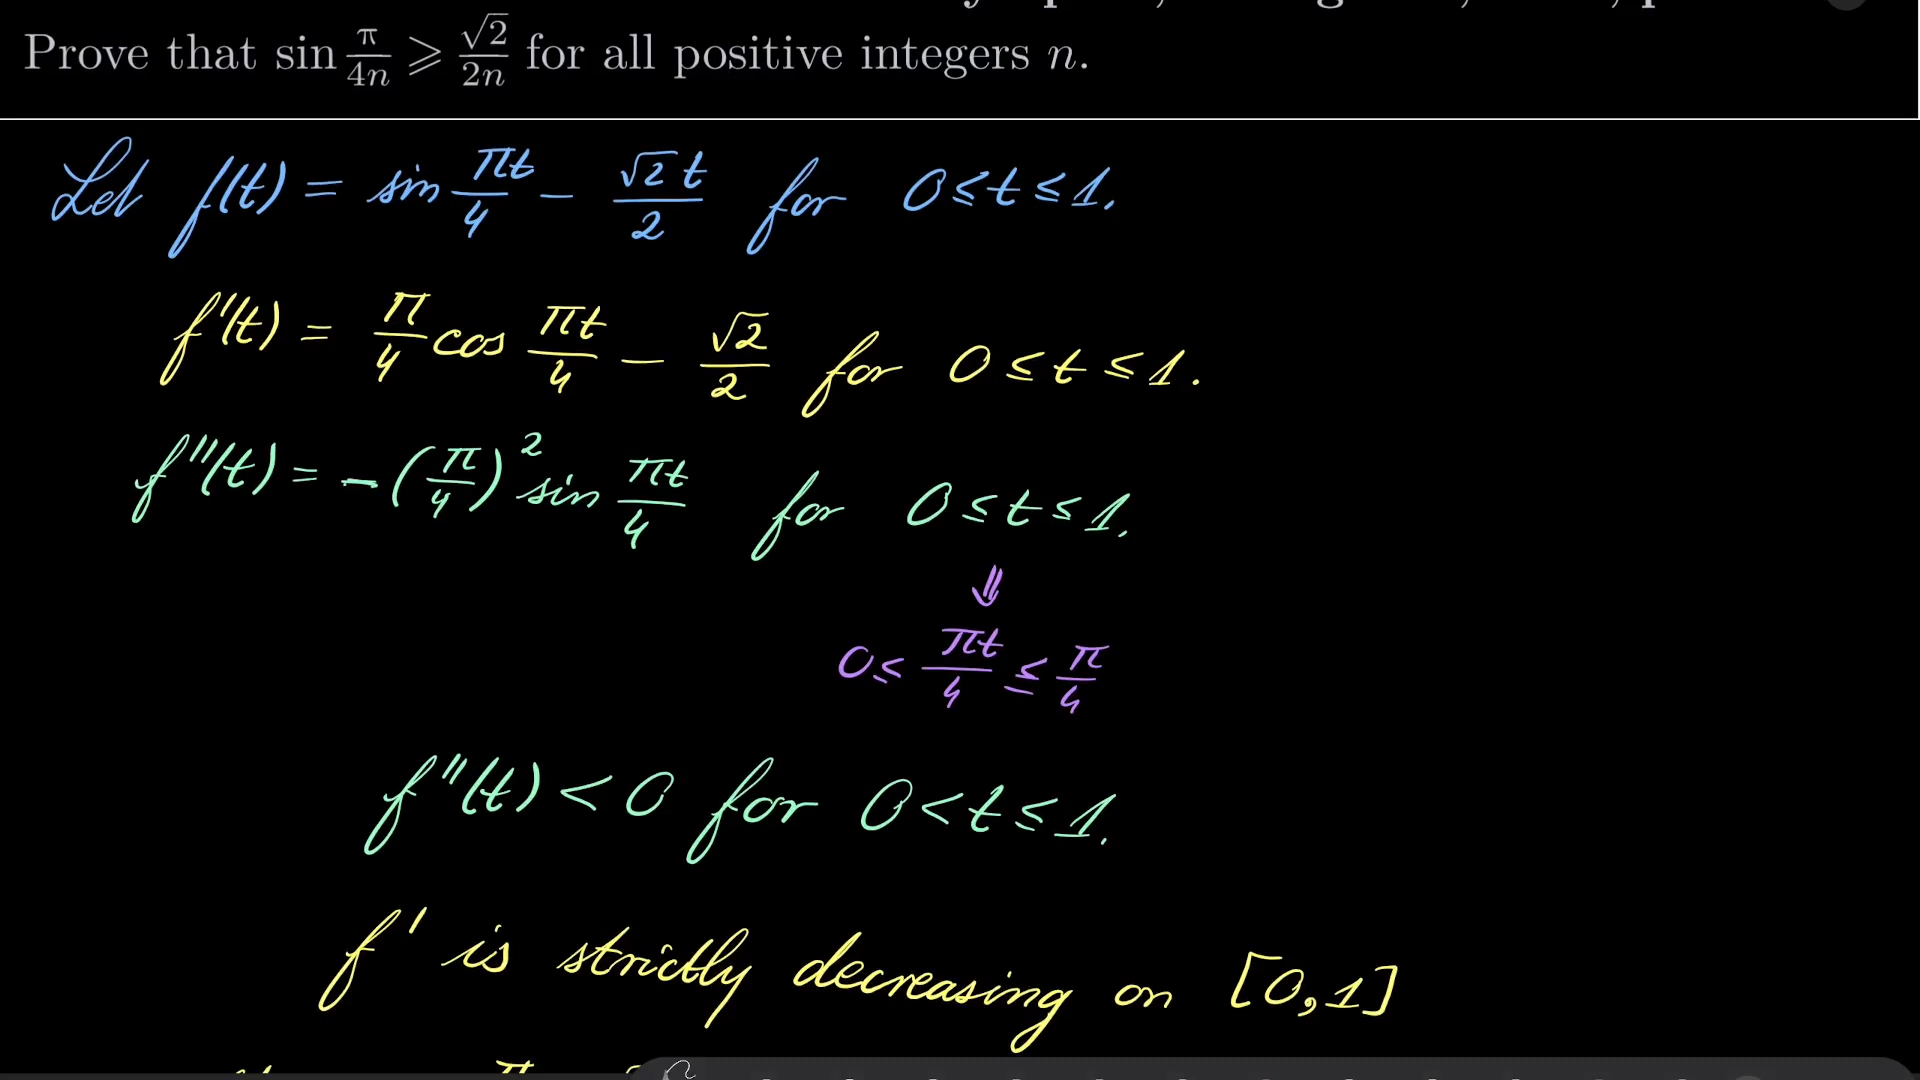 Prove that sin π/4n ⩾ √2/2n for all positive integers n.
Let f(t) = sin πt/4 − √2 t/2 for 0 ≤ t ≤ 1.
f'(t) = π/4 cos πt/4 − √2/2 for 0 ≤ t ≤ 1.
f''(t) = −(π/4)² sin πt/4 for 0 ≤ t ≤ 1.
⇓
0 ≤ πt/4 ≤ π/4
f''(t) < 0 for 0 < t ≤ 1.
f' is strictly decreasing on [0,1]